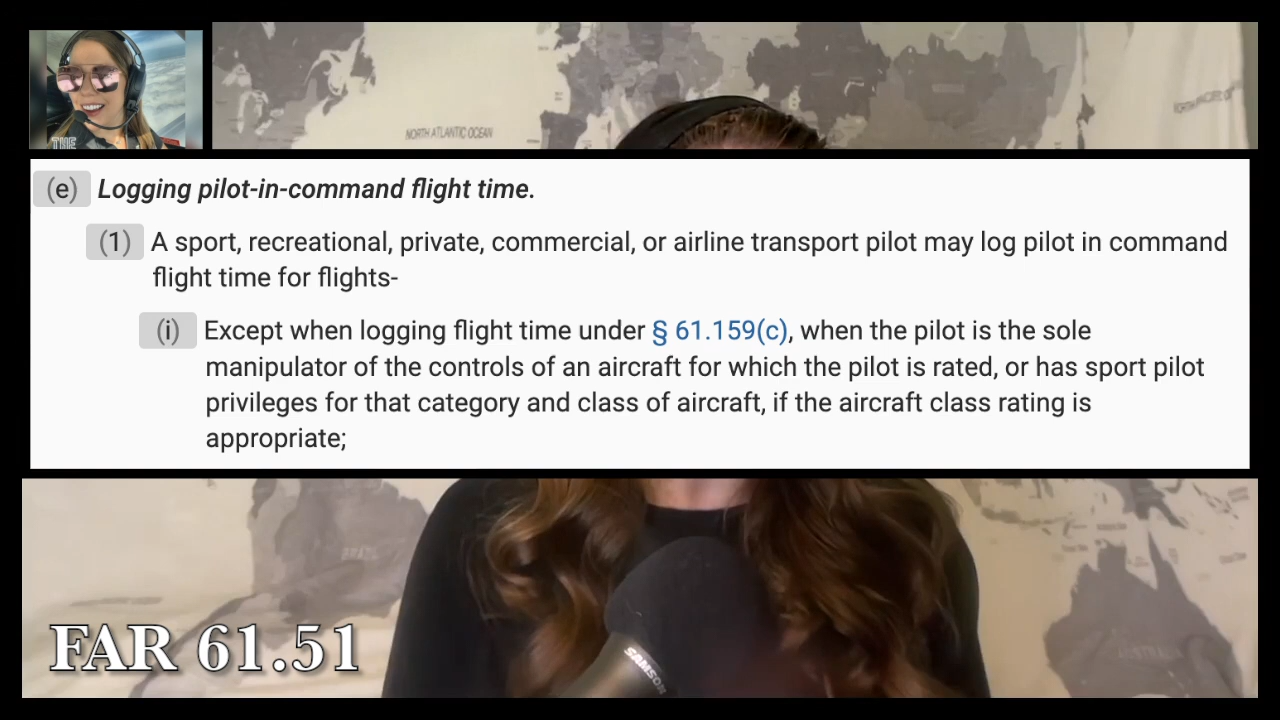 THE
NORTH ATLANTIC OCEAN
(e) Logging pilot-in-command flight time.
(1) A sport, recreational, private, commercial, or airline transport pilot may log pilot in command
flight time for flights-
(i) Except when logging flight time under § 61.159(c), when the pilot is the sole
manipulator of the controls of an aircraft for which the pilot is rated, or has sport pilot
privileges for that category and class of aircraft, if the aircraft class rating is
appropriate;
FAR 61.51
SAMSON